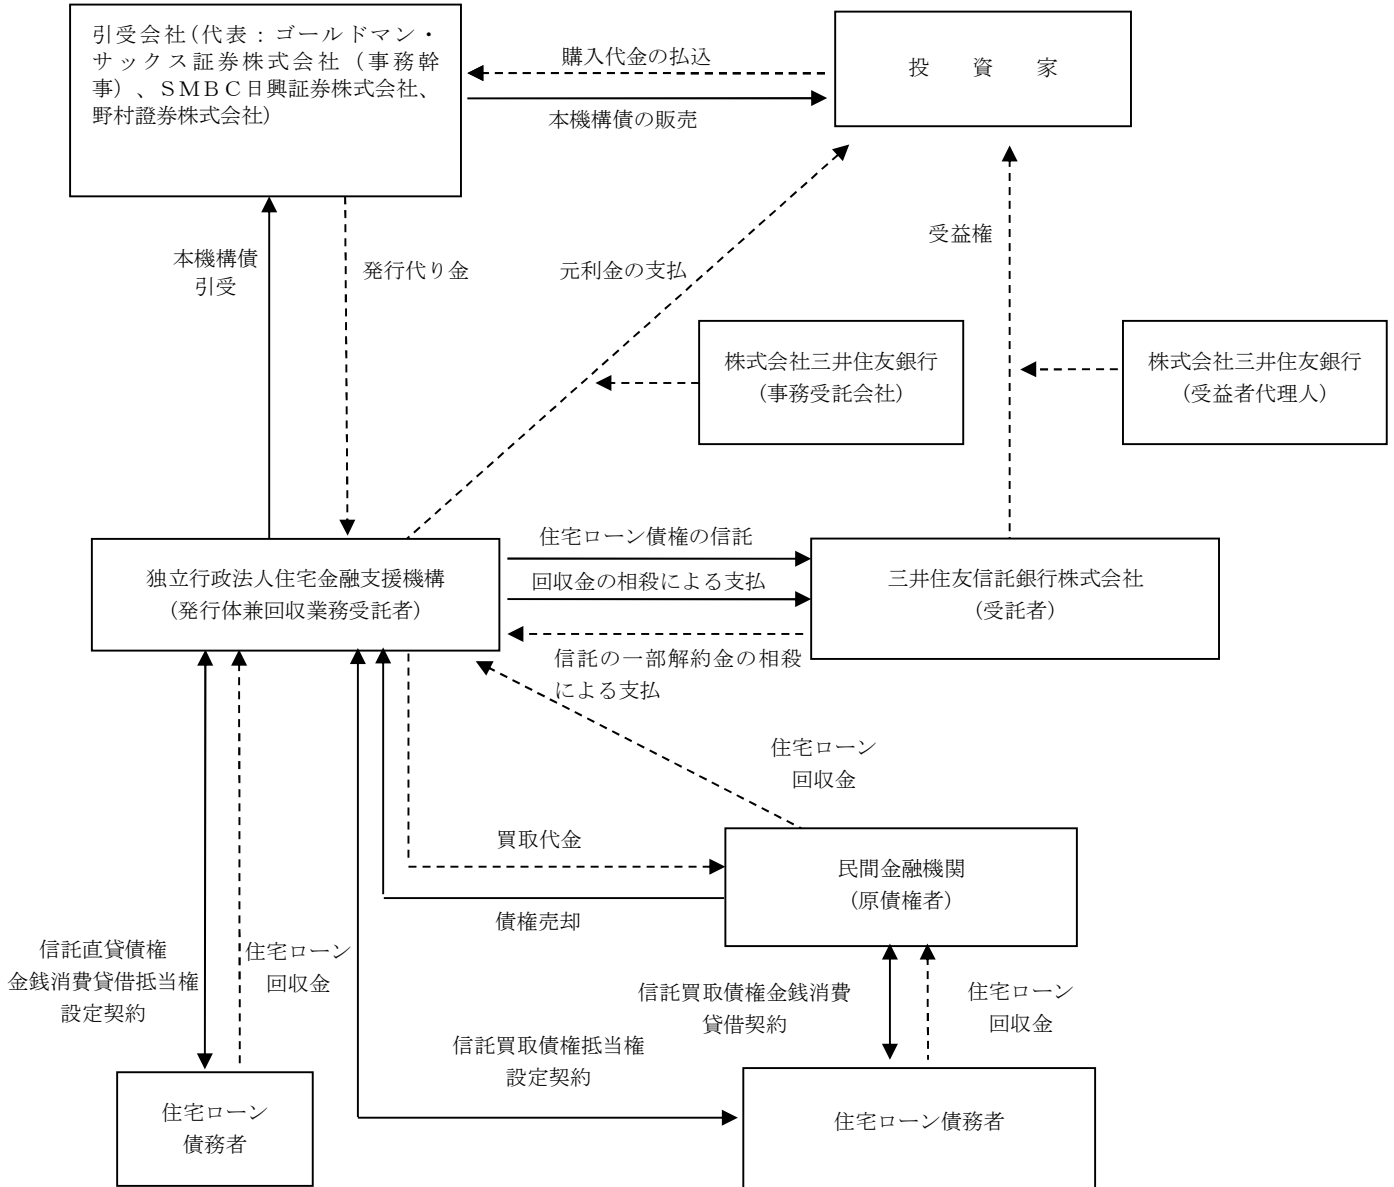 引受会社(代表：ゴールドマン・
サックス証券株式会社（事務幹
事）、ＳＭＢＣ日興証券株式会社、
野村證券株式会社)
購入代金の払込
本機構債の販売
投　資　家
本機構債
引受
発行代り金
元利金の支払
受益権
株式会社三井住友銀行
（事務受託会社）
株式会社三井住友銀行
（受益者代理人）
独立行政法人住宅金融支援機構
（発行体兼回収業務受託者）
住宅ローン債権の信託
回収金の相殺による支払
信託の一部解約金の相殺
による支払
三井住友信託銀行株式会社
（受託者）
住宅ローン
回収金
買取代金
債権売却
民間金融機関
（原債権者）
信託直貸債権
金銭消費貸借抵当権
設定契約
住宅ローン
回収金
信託買取債権金銭消費
貸借契約
住宅ローン
回収金
信託買取債権抵当権
設定契約
住宅ローン
債務者
住宅ローン債務者